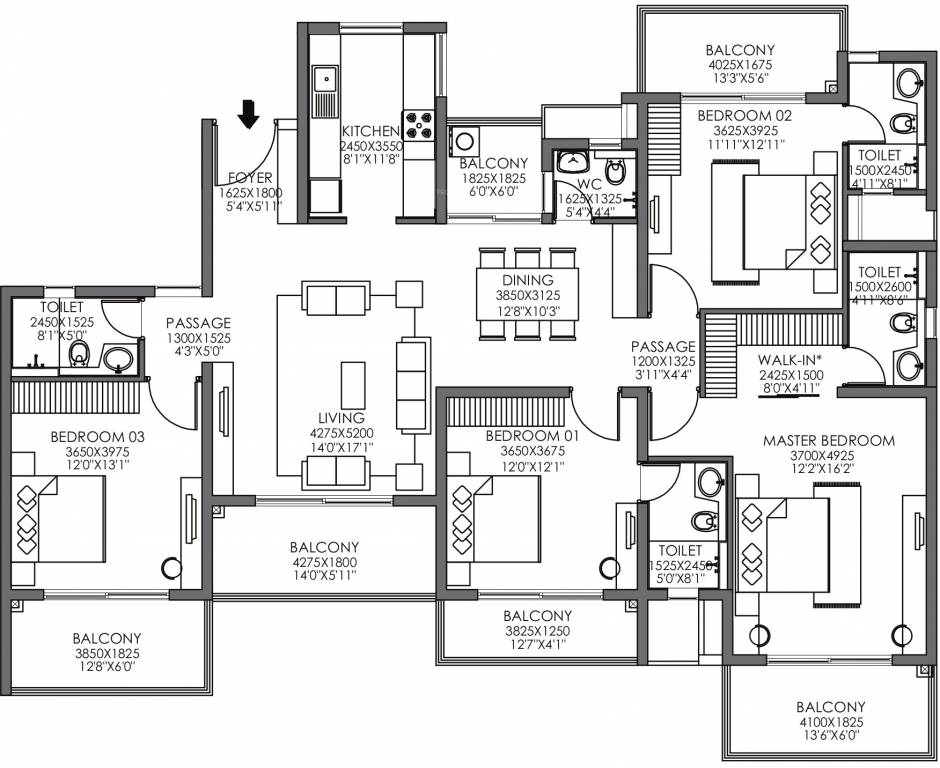 BALCONY
4025X1675
13'3"X5'6"
BEDROOM 02
3625X3925
11'11"X12'11"
KITCHEN
2450X3550
8'1"X11'8"
BALCONY
1825X1825
6'0"X6'0"
TOILET
1500X2450
4'11"X8'1"
FOYER
1625X1800
5'4"X5'11"
WC
1625X1325
5'4"X4'4"
DINING
3850X3125
12'8"X10'3"
TOILET
1500X2600
4'11"X8'6"
TOILET
2450X1525
8'1"X5'0"
PASSAGE
1300X1525
4'3"X5'0"
PASSAGE
1200X1325
3'11"X4'4"
WALK-IN*
2425X1500
8'0"X4'11"
LIVING
4275X5200
14'0"X17'1"
BEDROOM 03
3650X3975
12'0"X13'1"
BEDROOM 01
3650X3675
12'0"X12'1"
MASTER BEDROOM
3700X4925
12'2"X16'2"
BALCONY
4275X1800
14'0"X5'11"
TOILET
1525X2450
5'0"X8'1"
BALCONY
3850X1825
12'8"X6'0"
BALCONY
3825X1250
12'7"X4'1"
BALCONY
4100X1825
13'6"X6'0"